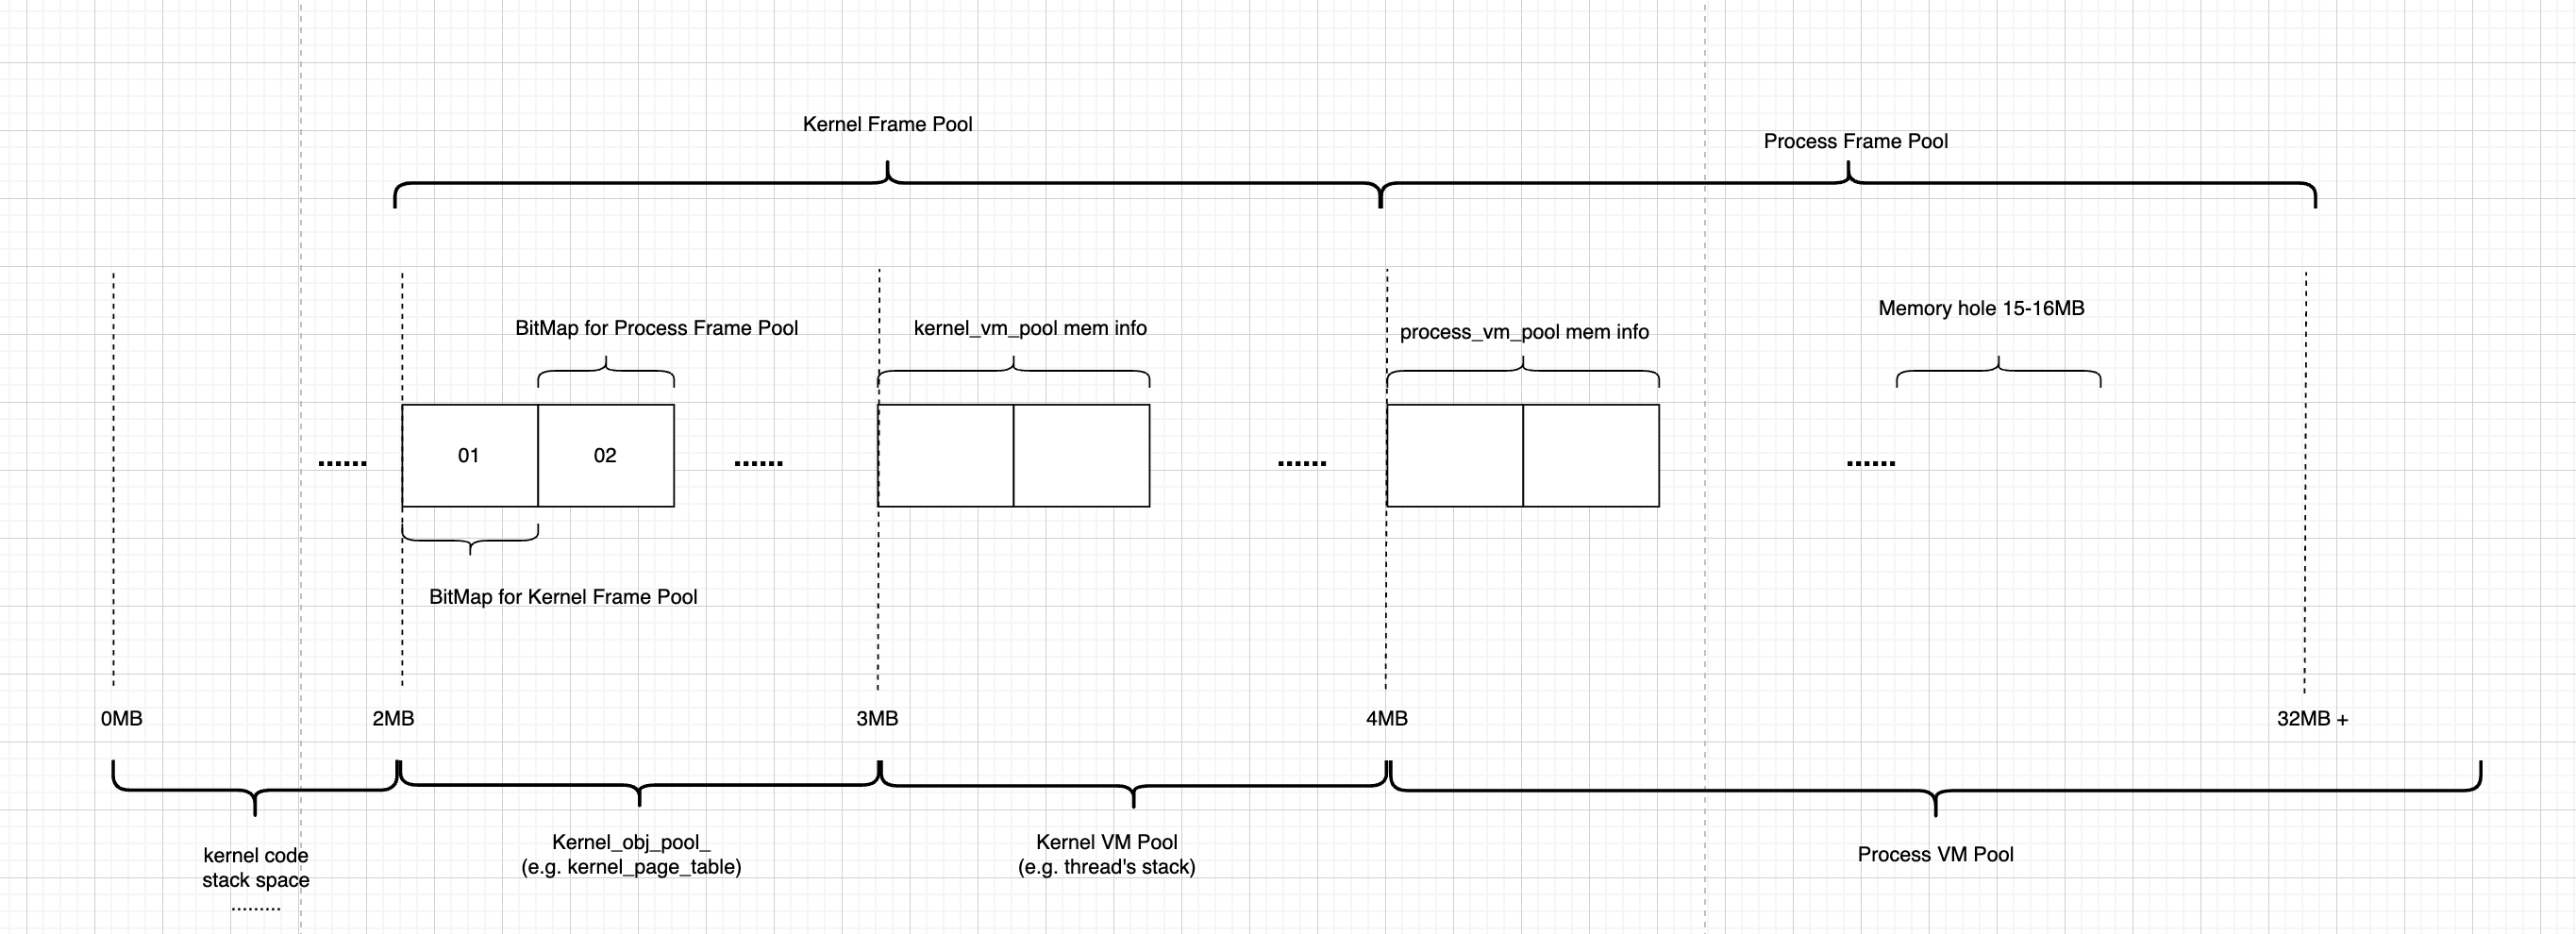 Kernel Frame Pool
Process Frame Pool
Memory hole 15-16MB
BitMap for Process Frame Pool
kernel_vm_pool mem info
process_vm_pool mem info
......
01
02
......
......
......
BitMap for Kernel Frame Pool
0MB
2MB
3MB
4MB
32MB +
kernel code
stack space
.........
Kernel_obj_pool_
(e.g. kernel_page_table)
Kernel VM Pool
(e.g. thread's stack)
Process VM Pool